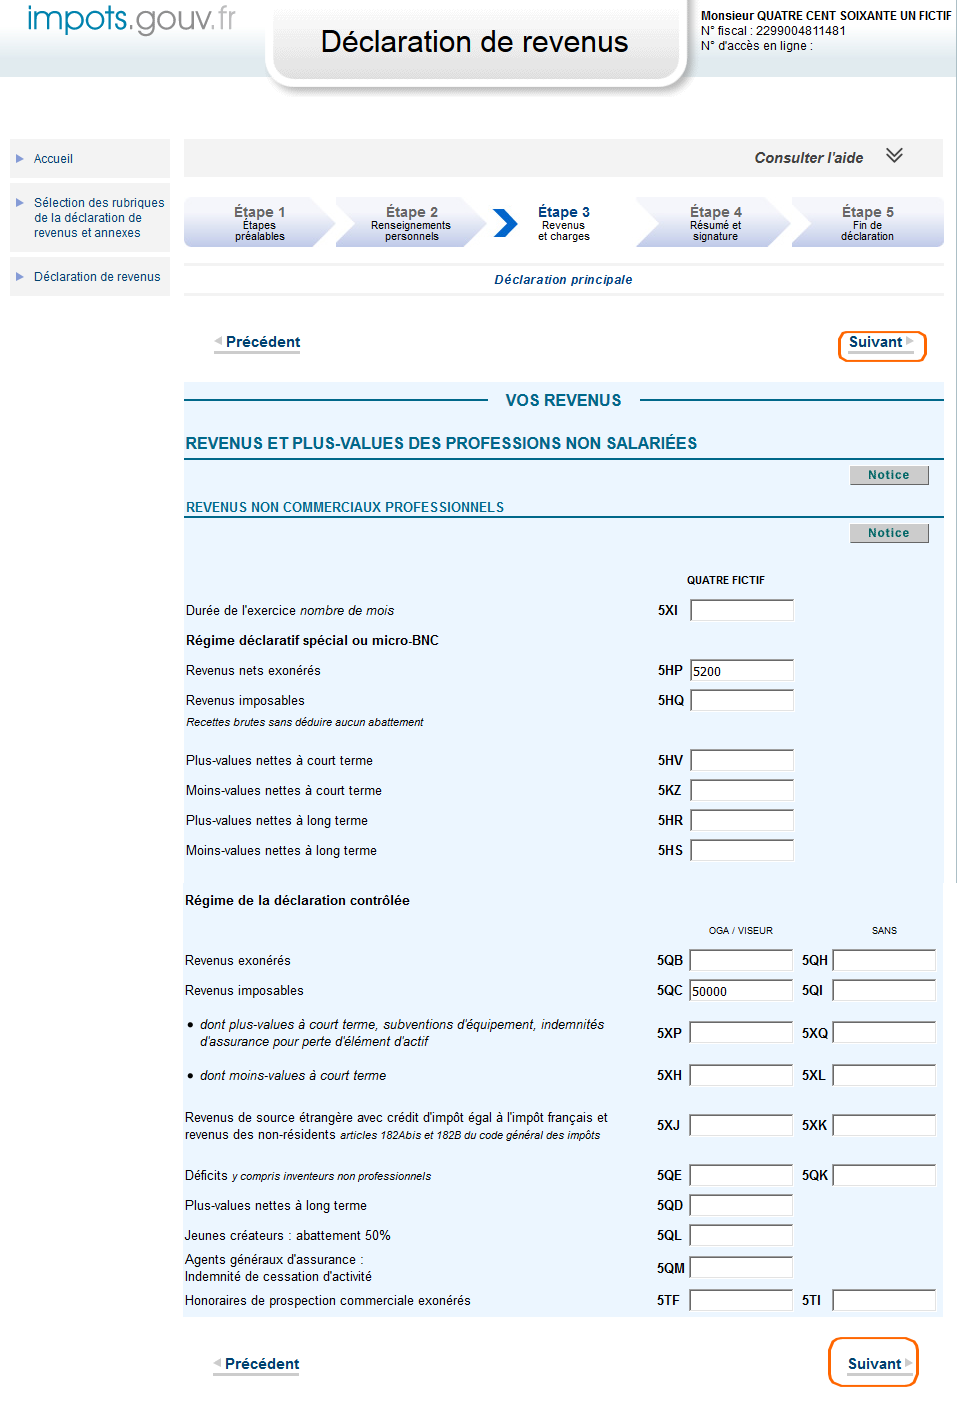 impots.gouv.fr
Déclaration de revenus
Monsieur QUATRE CENT SOIXANTE UN FICTIF
N° fiscal : 2299004811481
N° d'accès en ligne :
Accueil
Sélection des rubriques
de la déclaration de
revenus et annexes
Déclaration de revenus
Consulter l'aide
Étape 1
Étapes
préalables
Étape 2
Renseignements
personnels
Étape 3
Revenus
et charges
Étape 4
Résumé et
signature
Étape 5
Fin de
déclaration
Déclaration principale
Précédent
Suivant
VOS REVENUS
REVENUS ET PLUS-VALUES DES PROFESSIONS NON SALARIÉES
Notice
REVENUS NON COMMERCIAUX PROFESSIONNELS
Notice
QUATRE FICTIF
Durée de l'exercice nombre de mois 5XI
Régime déclaratif spécial ou micro-BNC
Revenus nets exonérés 5HP 5200
Revenus imposables 5HQ
Recettes brutes sans déduire aucun abattement
Plus-values nettes à court terme 5HV
Moins-values nettes à court terme 5KZ
Plus-values nettes à long terme 5HR
Moins-values nettes à long terme 5HS
Régime de la déclaration contrôlée
OGA / VISEUR SANS
Revenus exonérés 5QB 5QH
Revenus imposables 5QC 50000 5QI
• dont plus-values à court terme, subventions d'équipement, indemnités
d'assurance pour perte d'élément d'actif 5XP 5XQ
• dont moins-values à court terme 5XH 5XL
Revenus de source étrangère avec crédit d'impôt égal à l'impôt français et
revenus des non-résidents articles 182Abis et 182B du code général des impôts 5XJ 5XK
Déficits y compris inventeurs non professionnels 5QE 5QK
Plus-values nettes à long terme 5QD
Jeunes créateurs : abattement 50% 5QL
Agents généraux d'assurance :
Indemnité de cessation d'activité 5QM
Honoraires de prospection commerciale exonérés 5TF 5TI
Précédent
Suivant